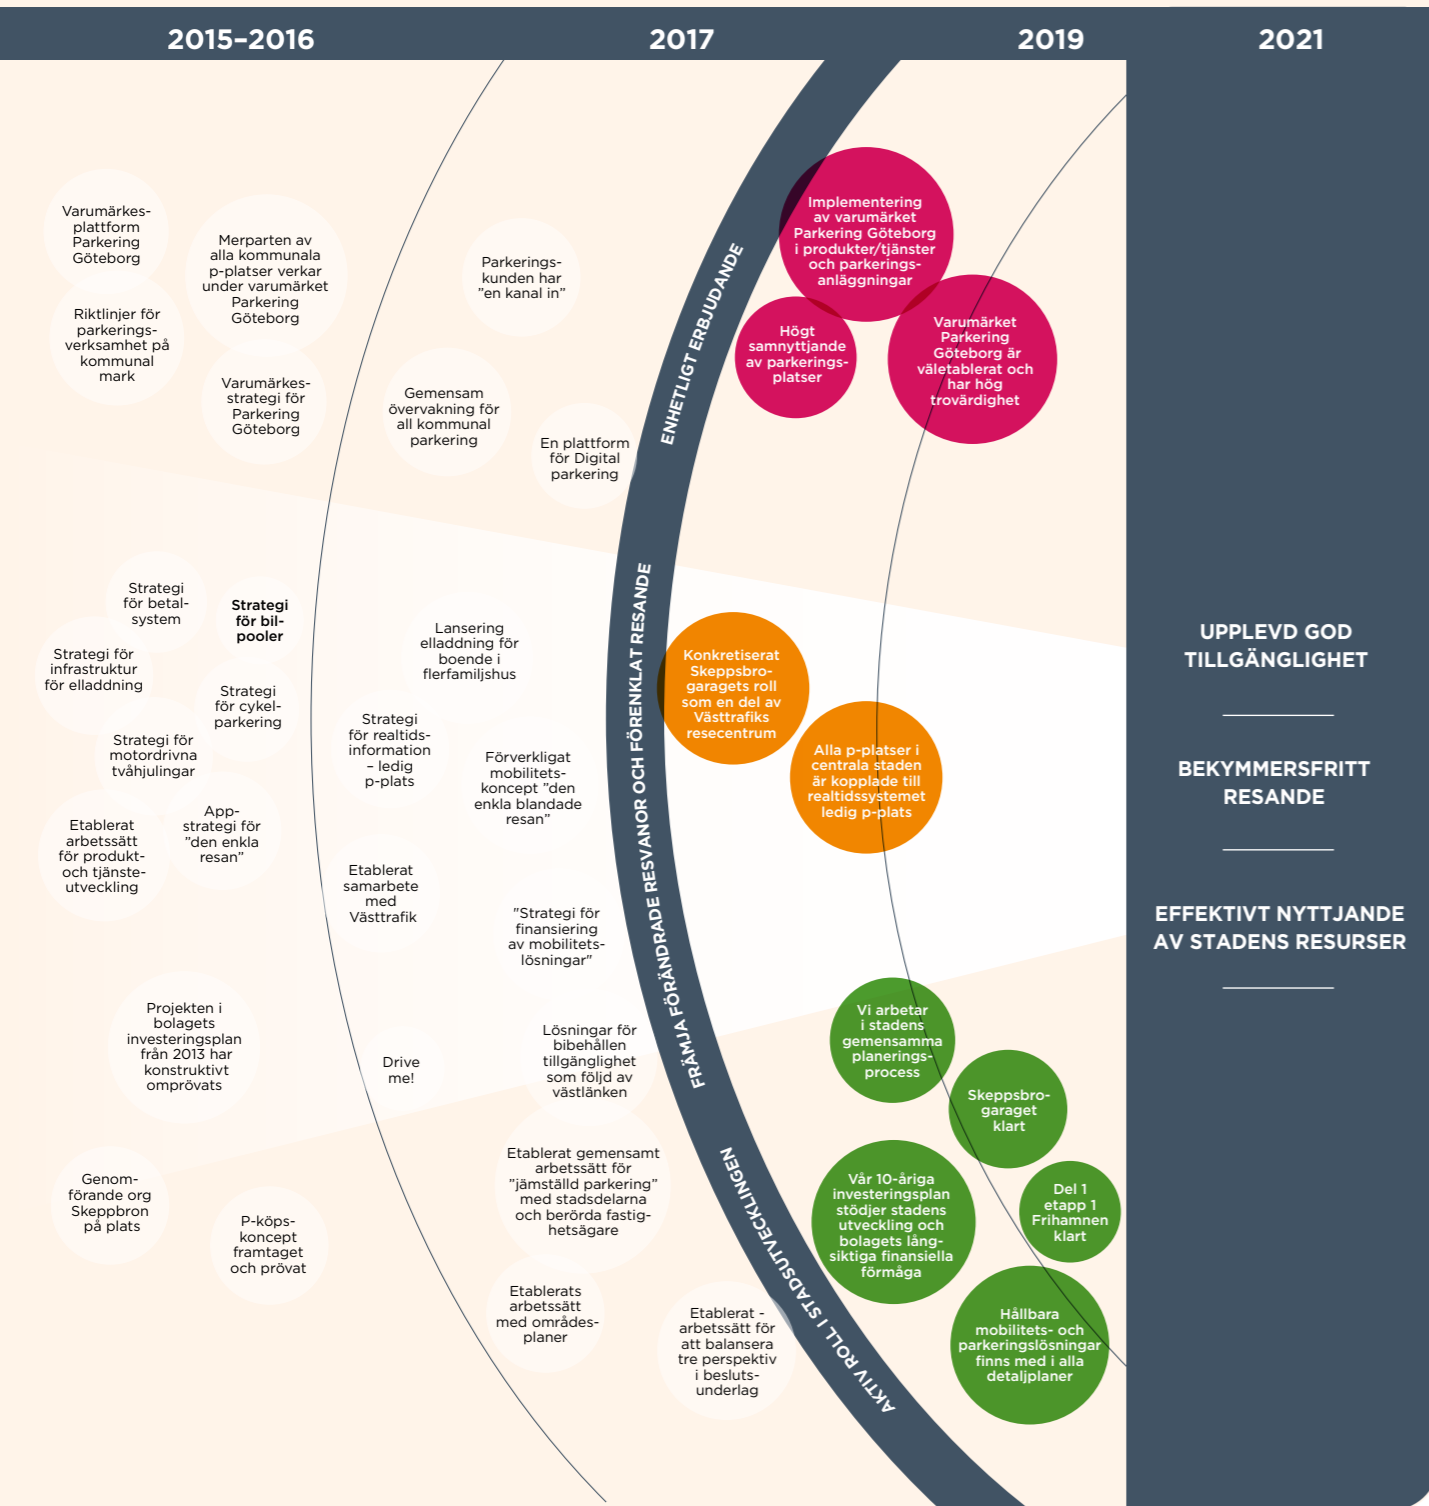 2015–2016
2017
2019
2021
Varumärkes-
plattform
Parkering
Göteborg
Merparten av
alla kommunala
p-platser verkar
under varumärket
Parkering
Göteborg
Riktlinjer för
parkerings-
verksamhet på
kommunal
mark
Varumärkes-
strategi för
Parkering
Göteborg
Parkerings-
kunden har
”en kanal in”
Gemensam
övervakning för
all kommunal
parkering
En plattform
för Digital
parkering
ENHETLIGT ERBJUDANDE
Implementering
av varumärket
Parkering Göteborg
i produkter/tjänster
och parkerings-
anläggningar
Högt
samnyttjande
av parkerings-
platser
Varumärket
Parkering
Göteborg är
väletablerat och
har hög
trovärdighet
Strategi
för betal-
system
Strategi
för bil-
pooler
Strategi för
infrastruktur
för elladdning
Strategi
för cykel-
parkering
Strategi för
motordrivna
tvåhjulingar
App-
strategi för
”den enkla
resan”
Etablerat
arbetssätt
för produkt-
och tjänste-
utveckling
Lansering
elladdning för
boende i
flerfamiljshus
Strategi
för realtids-
information
– ledig
p-plats
Förverkligat
mobilitets-
koncept ”den
enkla blandade
resan”
Etablerat
samarbete
med
Västtrafik
"Strategi för
finansiering
av mobilitets-
lösningar"
FRÄMJA FÖRÄNDRADE RESVANOR OCH FÖRENKLAT RESANDE
Konkretiserat
Skeppsbro-
garagets roll
som en del av
Västtrafiks
resecentrum
Alla p-platser i
centrala staden
är kopplade till
realtidssystemet
ledig p-plats
Projekten i
bolagets
investeringsplan
från 2013 har
konstruktivt
omprövats
Drive
me!
Lösningar för
bibehållen
tillgänglighet
som följd av
västlänken
Genom-
förande org
Skeppbron
på plats
P-köps-
koncept
framtaget
och prövat
Etablerat gemensamt
arbetssätt för
”jämställd parkering”
med stadsdelarna
och berörda fastig-
hetsägare
Etablerats
arbetssätt
med områdes-
planer
Etablerat -
arbetssätt för
att balansera
tre perspektiv
i besluts-
underlag
AKTIV ROLL I STADSUTVECKLINGEN
Vi arbetar
i stadens
gemensamma
planerings-
process
Skeppsbro-
garaget
klart
Vår 10-åriga
investeringsplan
stödjer stadens
utveckling och
bolagets lång-
siktiga finansiella
förmåga
Del 1
etapp 1
Frihamnen
klart
Hållbara
mobilitets- och
parkeringslösningar
finns med i alla
detaljplaner
UPPLEVD GOD
TILLGÄNGLIGHET
BEKYMMERSFRITT
RESANDE
EFFEKTIVT NYTTJANDE
AV STADENS RESURSER